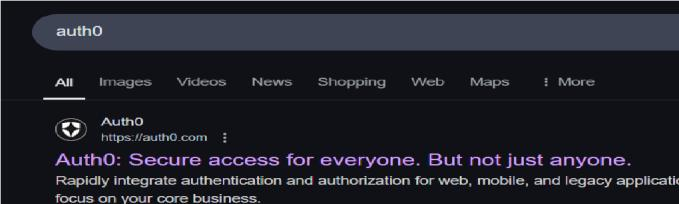 auth0
All Images Videos News Shopping Web Maps ⋮ More
Auth0
https://auth0.com ⋮
Auth0: Secure access for everyone. But not just anyone.
Rapidly integrate authentication and authorization for web, mobile, and legacy
focus on your core business.